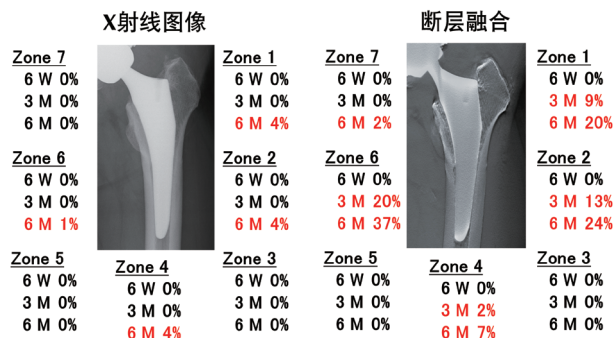 X射线图像
Zone 7
6 W 0%
3 M 0%
6 M 0%
Zone 1
6 W 0%
3 M 0%
6 M 4%
Zone 6
6 W 0%
3 M 0%
6 M 1%
Zone 2
6 W 0%
3 M 0%
6 M 4%
Zone 5
6 W 0%
3 M 0%
6 M 0%
Zone 4
6 W 0%
3 M 0%
6 M 4%
Zone 3
6 W 0%
3 M 0%
6 M 0%
断层融合
Zone 7
6 W 0%
3 M 0%
6 M 2%
Zone 1
6 W 0%
3 M 9%
6 M 20%
Zone 6
6 W 0%
3 M 20%
6 M 37%
Zone 2
6 W 0%
3 M 13%
6 M 24%
Zone 5
6 W 0%
3 M 0%
6 M 0%
Zone 4
6 W 0%
3 M 2%
6 M 7%
Zone 3
6 W 0%
3 M 0%
6 M 0%